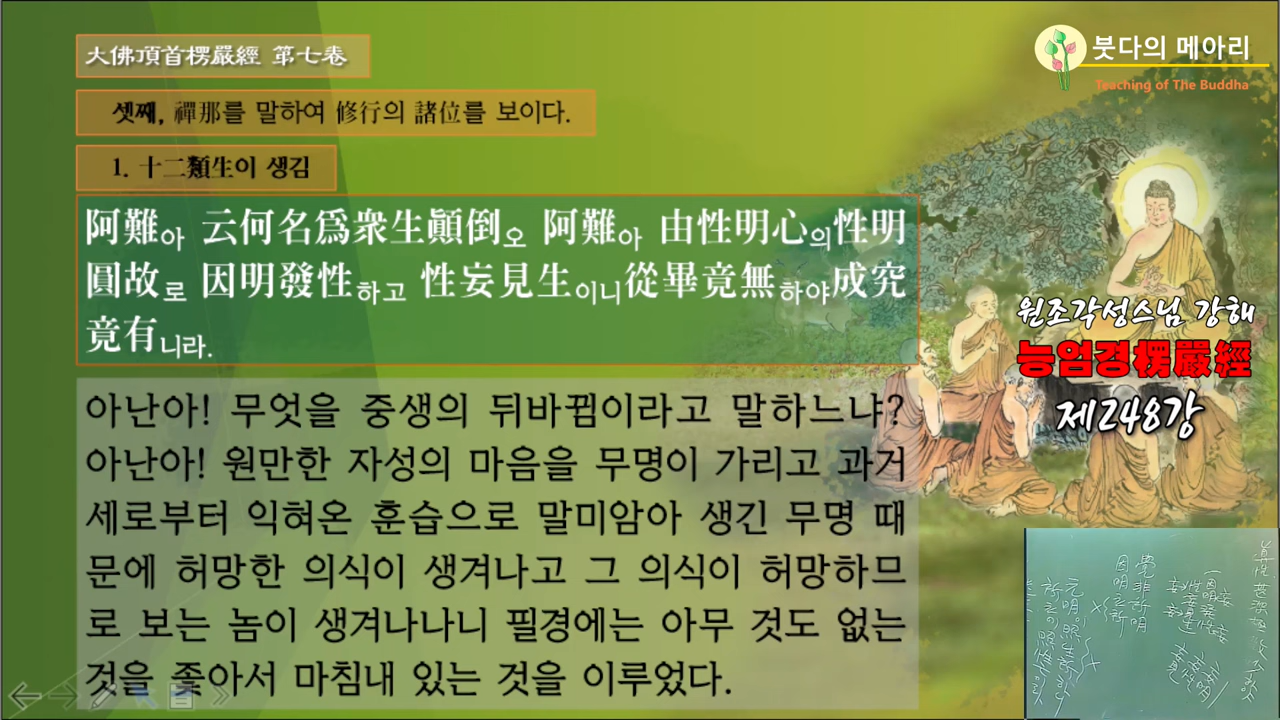 大佛頂首楞嚴經 第七卷
셋째, 禪那를 말하여 修行의 諸位를 보이다.
1. 十二類生이 생김
阿難아 云何名爲衆生顚倒오 阿難아 由性明心의性明
圓故로 因明發性하고 性妄見生이니從畢竟無하야成究
竟有니라.
아난아! 무엇을 중생의 뒤바뀜이라고 말하느냐?
아난아! 원만한 자성의 마음을 무명이 가리고 과거
세로부터 익혀온 훈습으로 말미암아 생긴 무명 때
문에 허망한 의식이 생겨나고 그 의식이 허망하므
로 보는 놈이 생겨나나니 필경에는 아무 것도 없는
것을 좇아서 마침내 있는 것을 이루었다.
붓다의 메아리
Teaching of The Buddha
원조각성스님 강해
능엄경楞嚴經
제248강
覺非所明
因明立所